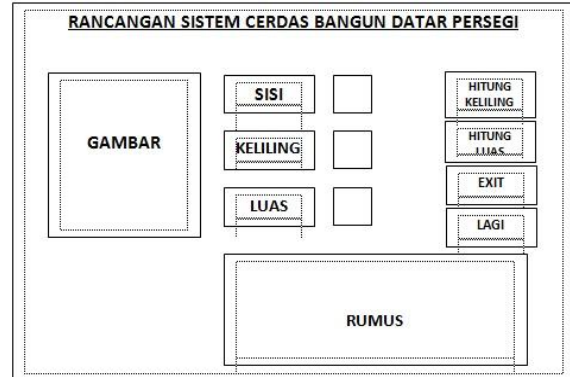 RANCANGAN SISTEM CERDAS BANGUN DATAR PERSEGI
GAMBAR
SISI
KELILING
LUAS
HITUNG
KELILING
HITUNG
LUAS
EXIT
LAGI
RUMUS